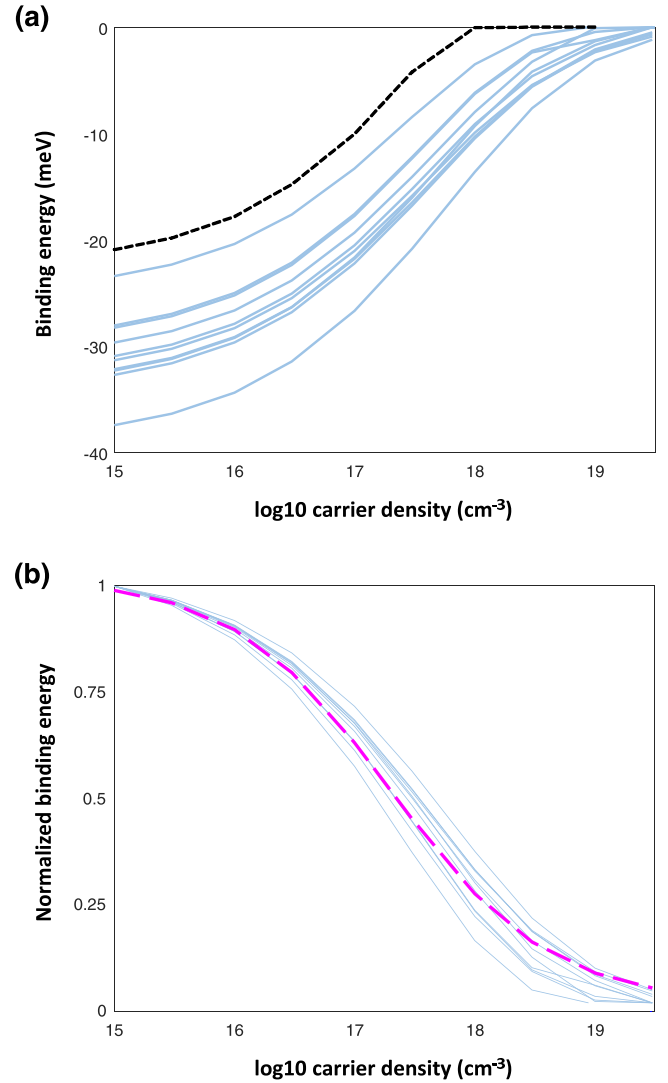 (a)
0
-10
-20
-30
-40
Binding energy (meV)
15 16 17 18 19
log10 carrier density (cm-3)
(b)
1
0.75
0.5
0.25
0
Normalized binding energy
15 16 17 18 19
log10 carrier density (cm-3)